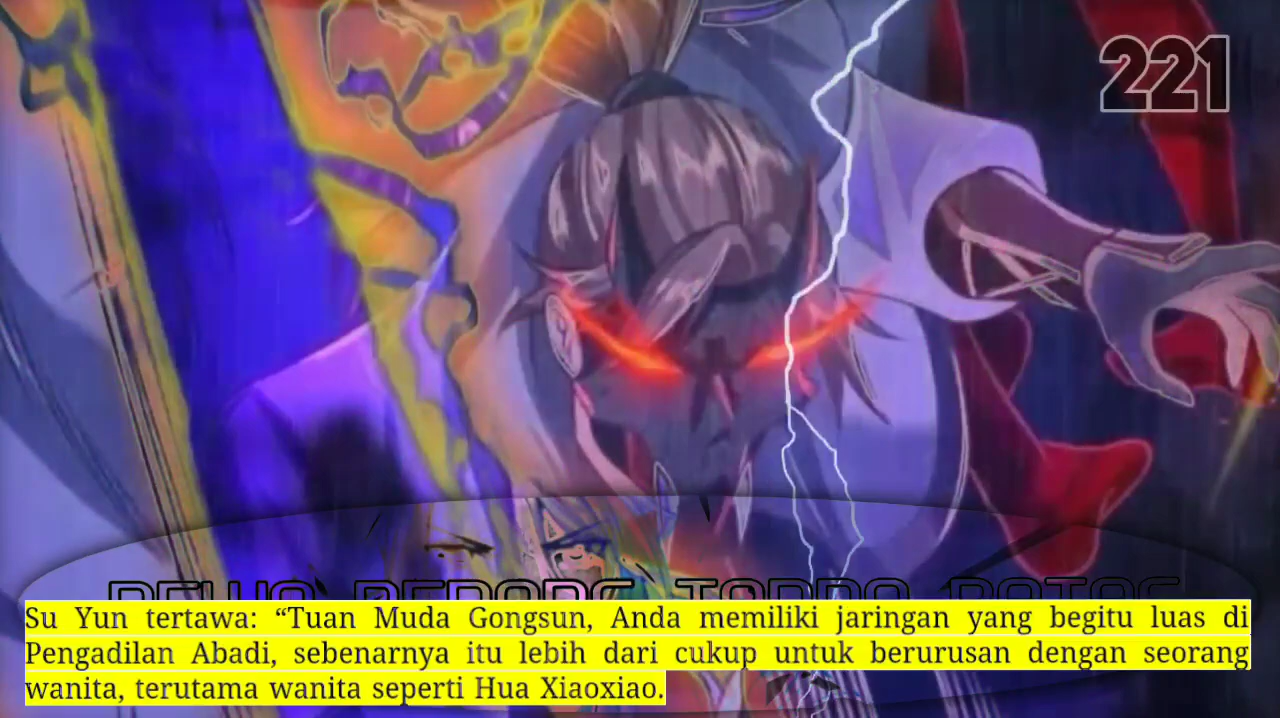 221
Su Yun tertawa: “Tuan Muda Gongsun, Anda memiliki jaringan yang begitu luas di
Pengadilan Abadi, sebenarnya itu lebih dari cukup untuk berurusan dengan seorang
wanita, terutama wanita seperti Hua Xiaoxiao.